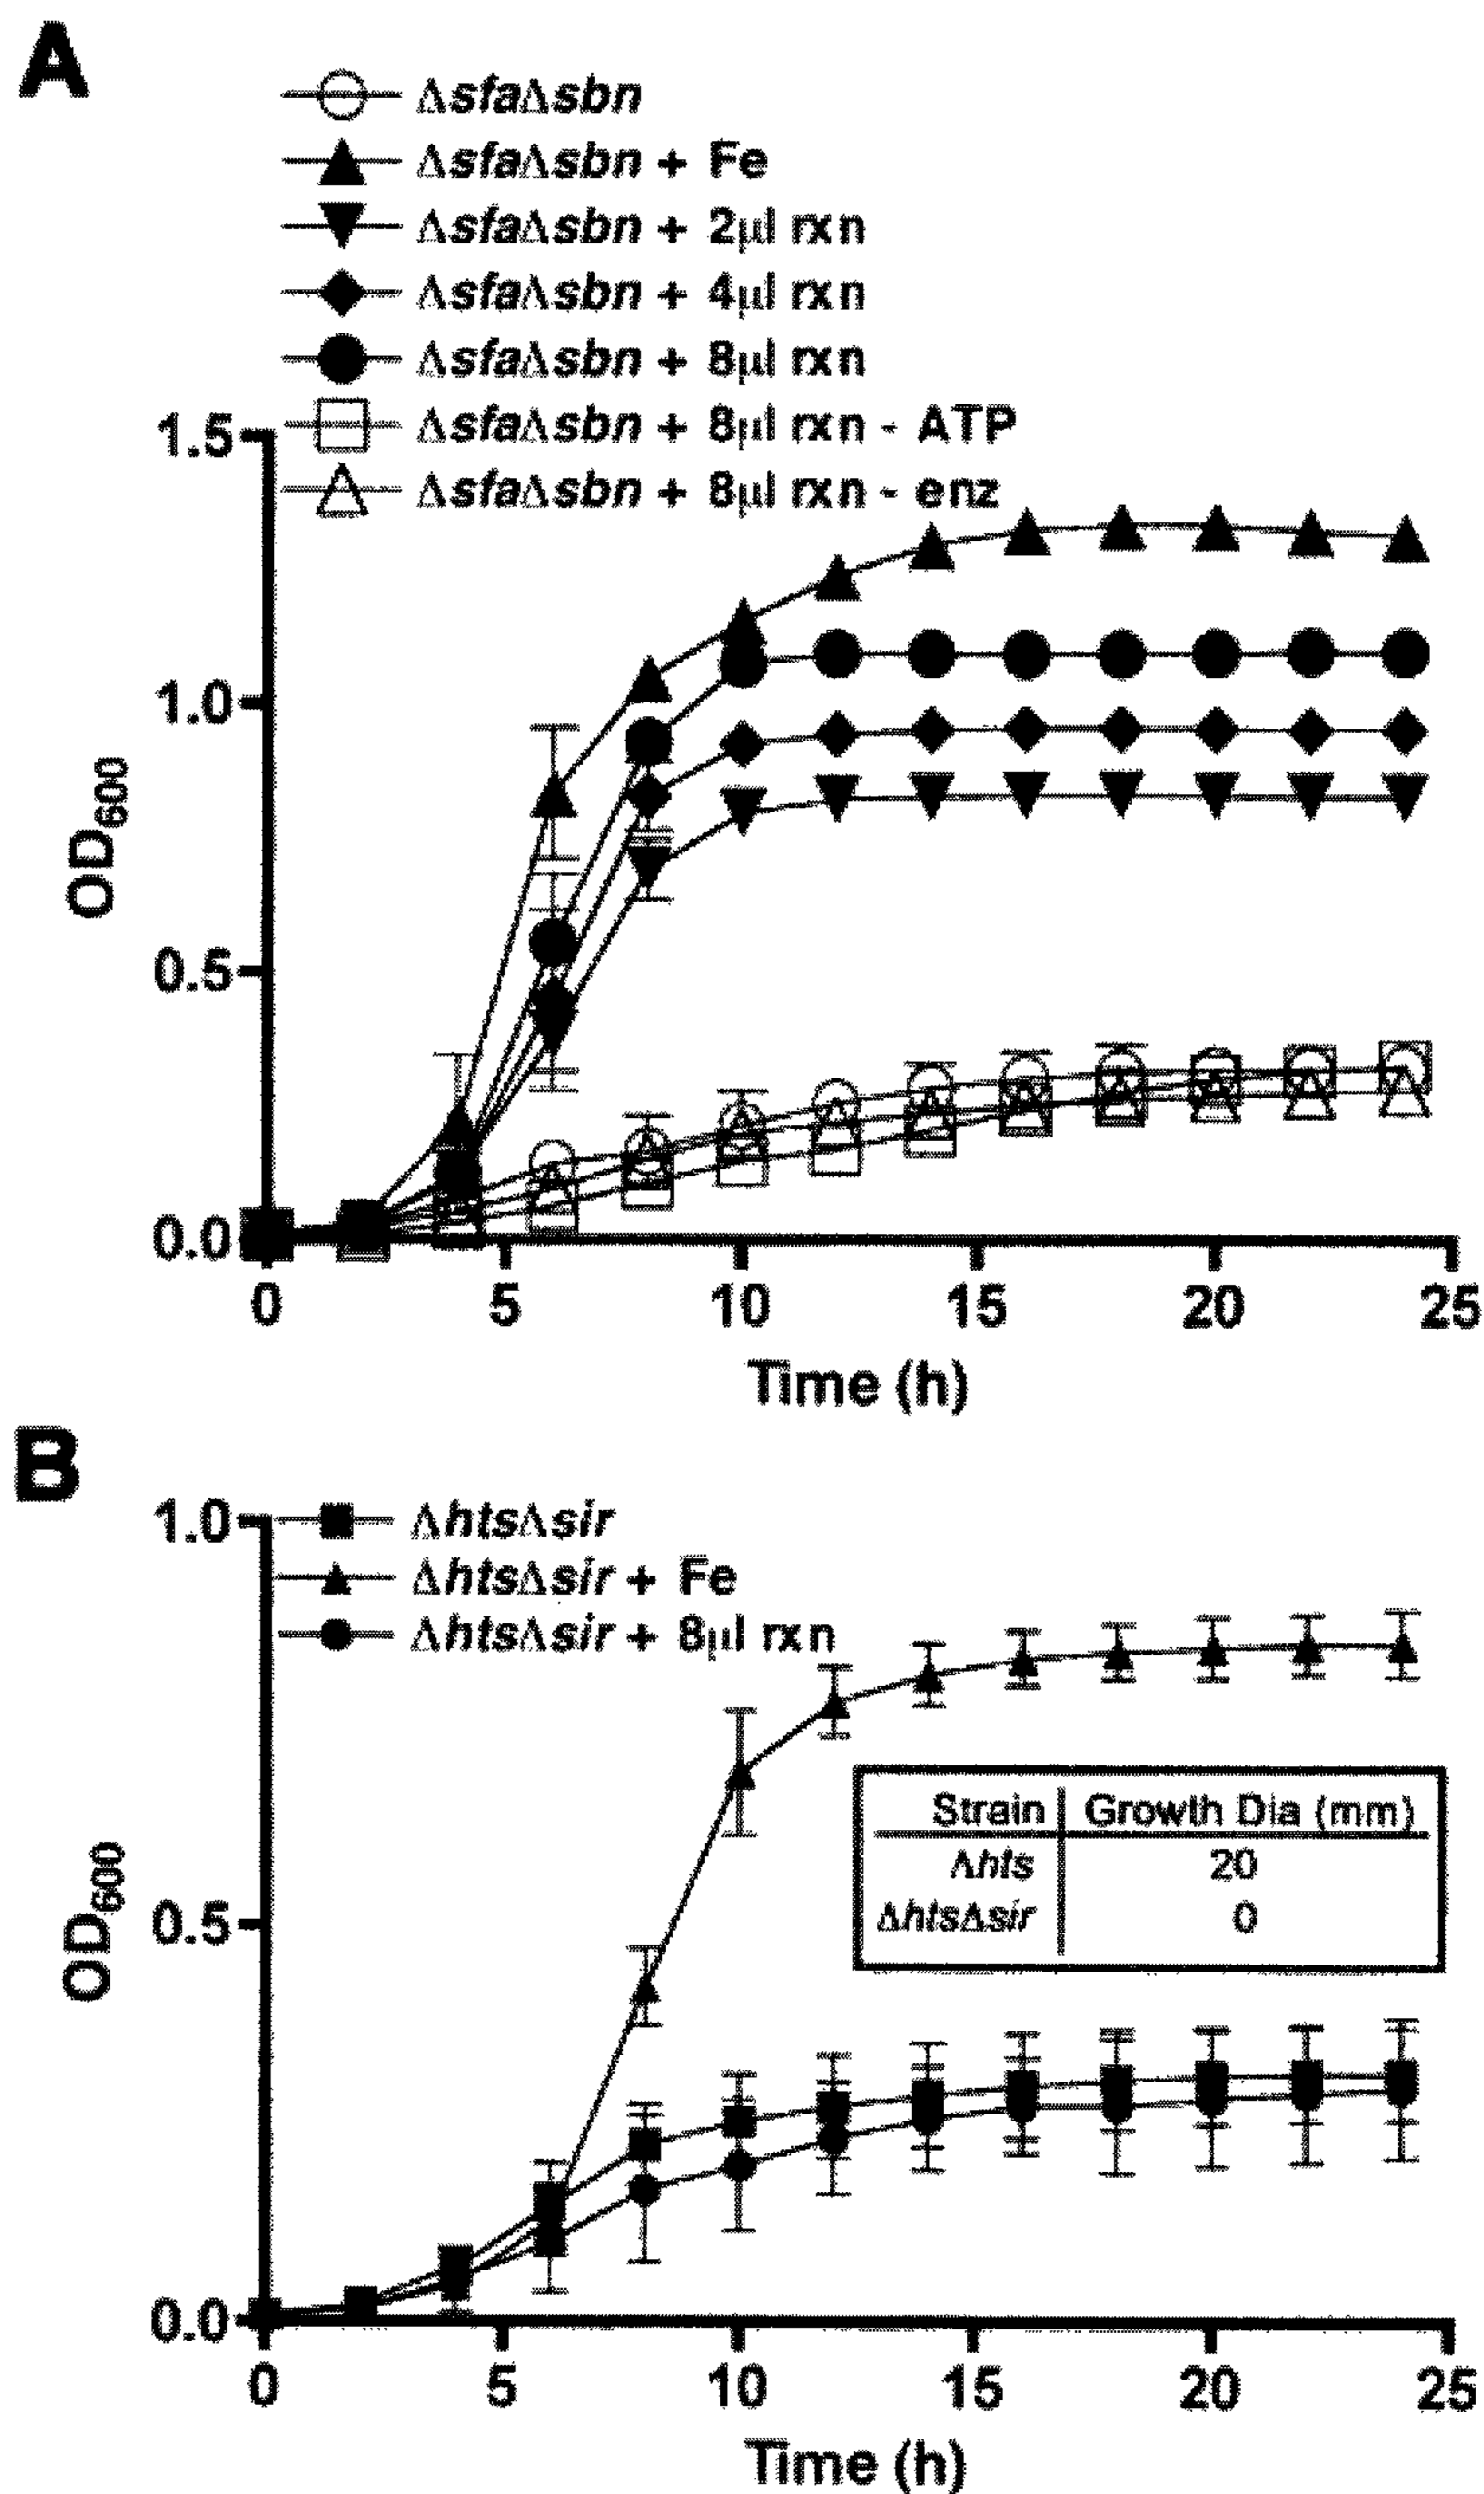 A
ΔsfaΔsbn
ΔsfaΔsbn + Fe
ΔsfaΔsbn + 2µl rxn
ΔsfaΔsbn + 4µl rxn
ΔsfaΔsbn + 8µl rxn
ΔsfaΔsbn + 8µl rxn - ATP
ΔsfaΔsbn + 8µl rxn - enz
1.5
1.0
0.5
0.0
OD600
0 5 10 15 20 25
Time (h)
B
ΔhtsΔsir
ΔhtsΔsir + Fe
ΔhtsΔsir + 8µl rxn
1.0
0.5
0.0
OD600
Strain Growth Dia (mm)
Δhts 20
ΔhtsΔsir 0
0 5 10 15 20 25
Time (h)